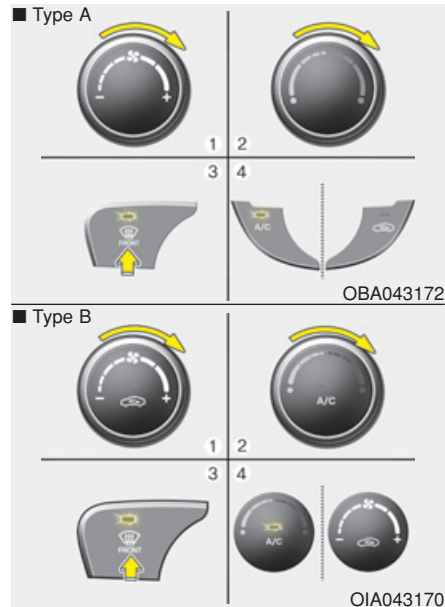 ■ Type A
− +
1 2
3 4
FRONT
A/C
OBA043172
■ Type B
− +
A/C
1 2
3 4
FRONT
A/C
− +
OIA043170